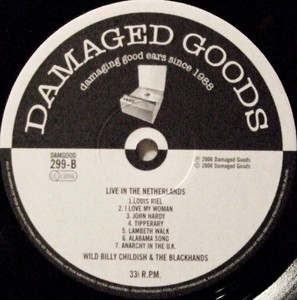 DAMAGED GOODS
damaging good ears since 1988
DAMGOOD
299-B
℗ 2006 Damaged Goods
© 2006 Damaged Goods
LIVE IN THE NETHERLANDS
1. LOUIS RIEL
2. I LOVE MY WOMAN
3. JOHN HARDY
4. TIPPERARY
5. LAMBETH WALK
6. ALABAMA SONG
7. ANARCHY IN THE U.K.
WILD BILLY CHILDISH & THE BLACKHANDS
33⅓ R.P.M.